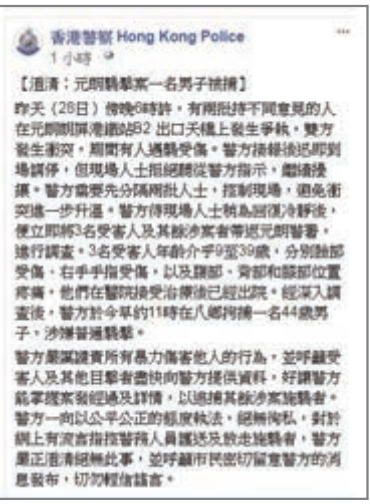 香港警察 Hong Kong Police
1 小時
【澄清：元朗襲擊案一名男子被捕】
昨天（26日）傍晚6時許，有兩批持不同意見的人
在元朗朗屏港鐵站B2 出口天橋上發生爭執，雙方
發生衝突，期間有人遇襲受傷。警方接報後迅即到
場調停，但現場人士拒絕聽從警方指示，繼續擾
攘。警方需要先分隔兩批人士，控制現場，避免衝
突進一步升溫。警方待現場人士稍為回復冷靜後，
便立即將3名受害人及其餘涉案者帶返元朗警署，
進行調查。3名受害人年齡介乎9至39歲，分別臉部
受傷、右手手指受傷，以及腰部、背部和腿部位置
疼痛，他們在醫院接受治療後已經出院。經深入調
查後，警方於今早約11時在八鄉拘捕一名44歲男
子，涉嫌普通襲擊。
警方嚴厲譴責所有暴力傷害他人的行為，並呼籲受
害人及其他目擊者盡快向警方提供資料，好讓警方
能掌握案發經過及詳情，以追捕其餘涉案施襲者。
警方一向以公平公正的態度執法，絕無徇私，對於
網上有流言指控警務人員護送及放走施襲者，警方
嚴正澄清絕無此事，並呼籲市民密切留意警方的消
息發布，切勿輕信謠言。